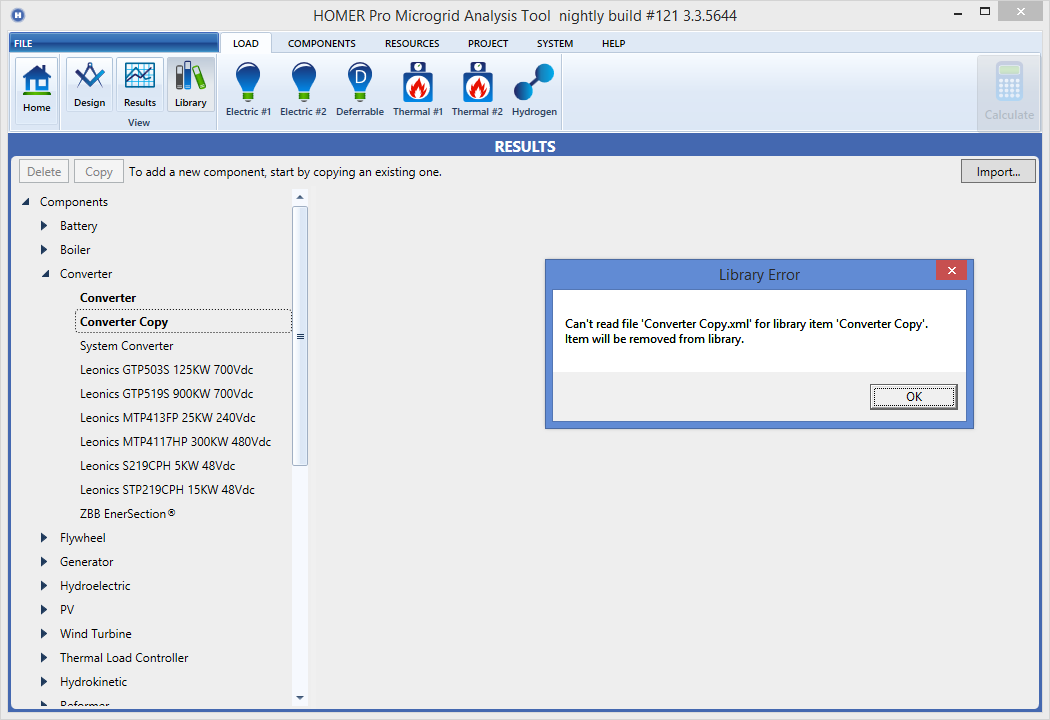 H
HOMER Pro Microgrid Analysis Tool  nightly build #121 3.3.5644
FILE
LOAD
COMPONENTS
RESOURCES
PROJECT
SYSTEM
HELP
Home
Design
Results
Library
View
Electric #1
Electric #2
D
Deferrable
Thermal #1
Thermal #2
Hydrogen
Calculate
RESULTS
Delete
Copy
To add a new component, start by copying an existing one.
Import...
Components
Battery
Boiler
Converter
Converter
Converter Copy
System Converter
Leonics GTP503S 125KW 700Vdc
Leonics GTP519S 900KW 700Vdc
Leonics MTP413FP 25KW 240Vdc
Leonics MTP4117HP 300KW 480Vdc
Leonics S219CPH 5KW 48Vdc
Leonics STP219CPH 15KW 48Vdc
ZBB EnerSection®
Flywheel
Generator
Hydroelectric
PV
Wind Turbine
Thermal Load Controller
Hydrokinetic
Reformer
Library Error
Can't read file 'Converter Copy.xml' for library item 'Converter Copy'.
Item will be removed from library.
OK